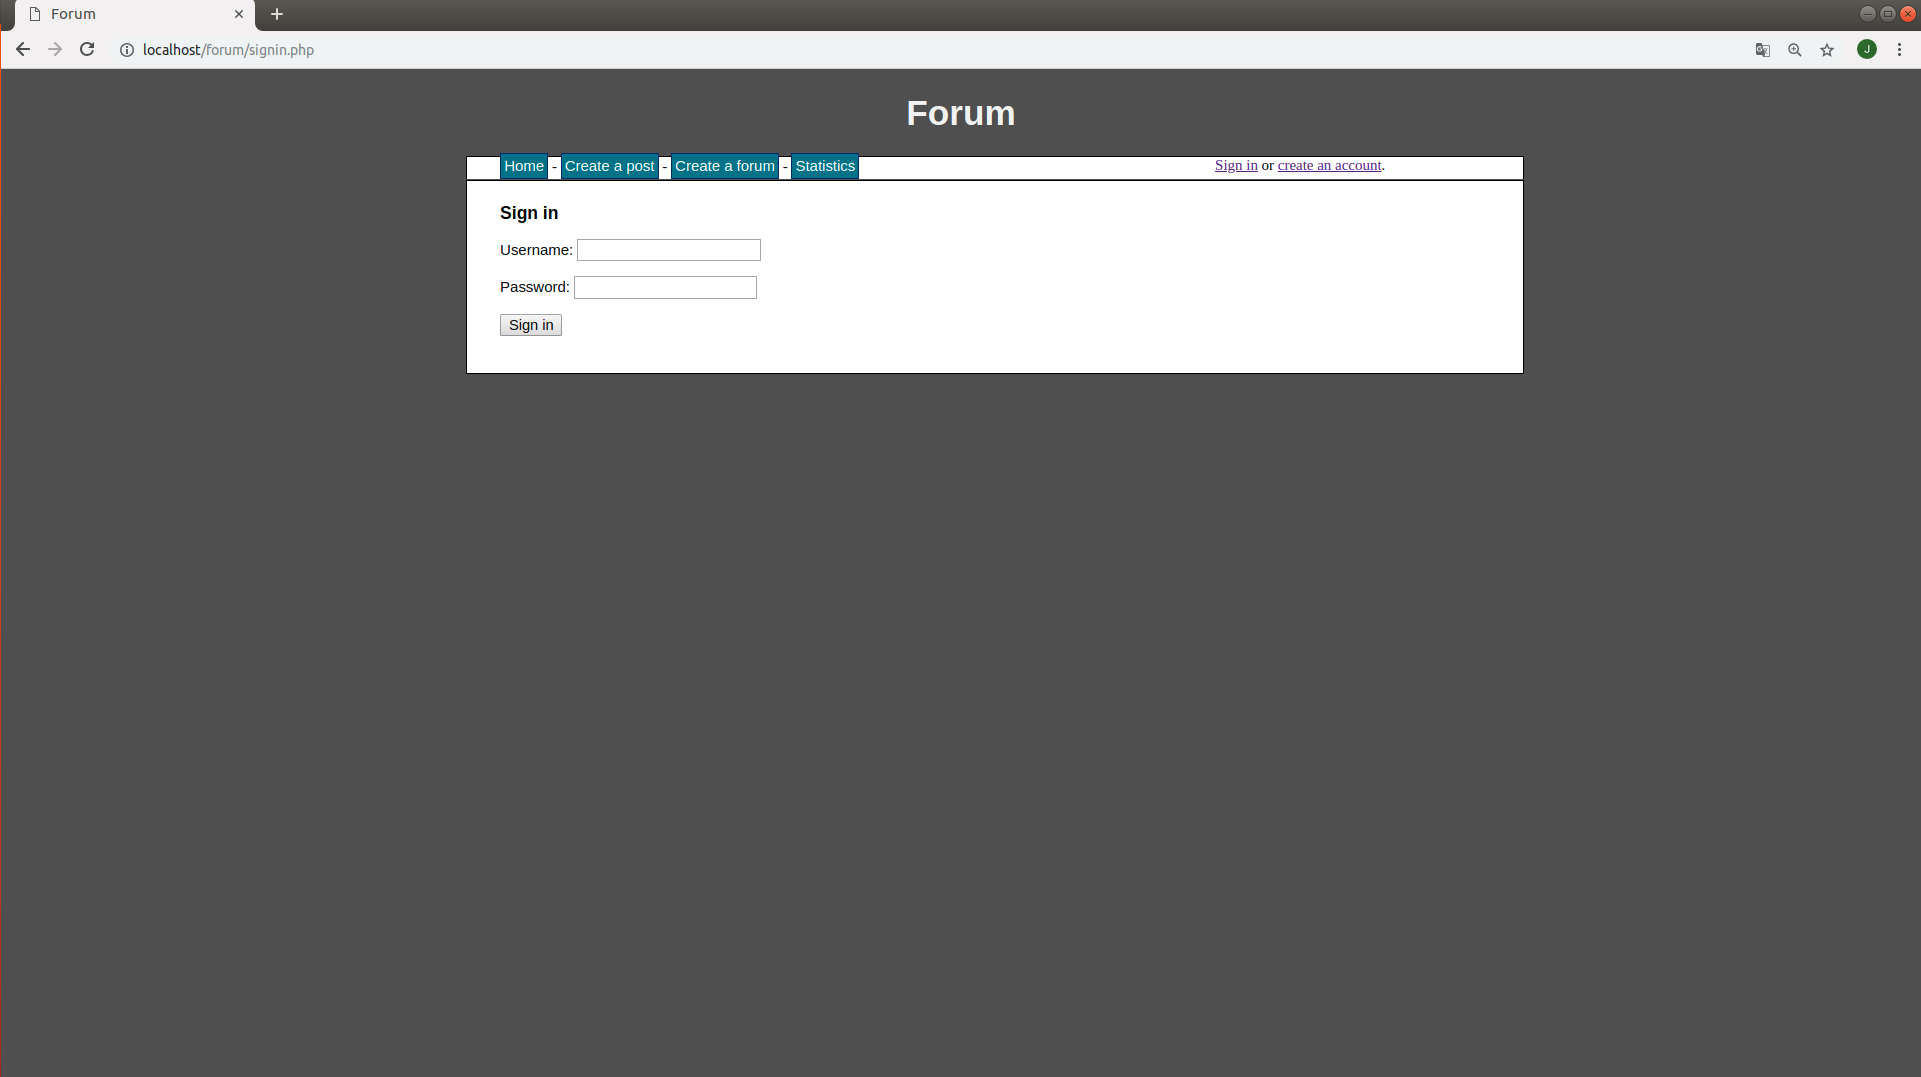 Forum
localhost/forum/signin.php
J
Forum
Home - Create a post - Create a forum - Statistics
Sign in or create an account.
Sign in
Username:
Password:
Sign in